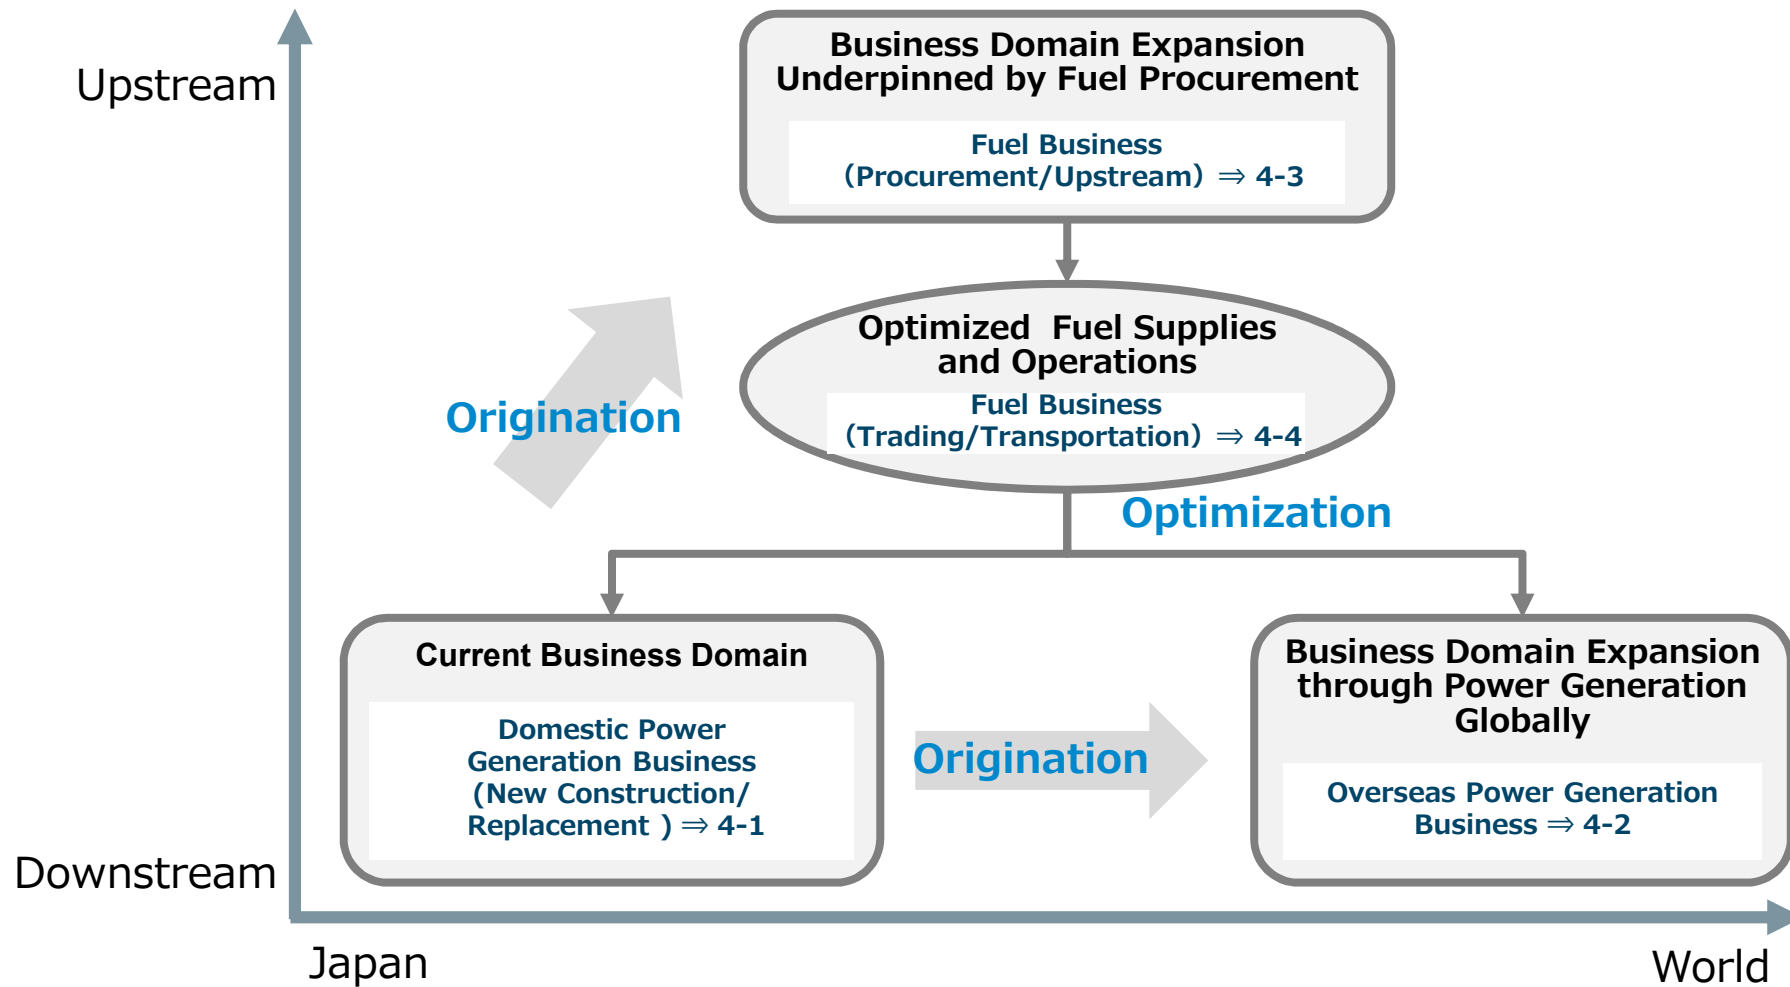 Upstream
Business Domain Expansion
Underpinned by Fuel Procurement
Fuel Business
（Procurement/Upstream） ⇒ 4-3
Optimized  Fuel Supplies
and Operations
Fuel Business
（Trading/Transportation） ⇒ 4-4
Origination
Optimization
Current Business Domain
Domestic Power
Generation Business
(New Construction/
Replacement ) ⇒ 4-1
Origination
Business Domain Expansion
through Power Generation
Globally
Overseas Power Generation
Business ⇒ 4-2
Downstream
Japan
World